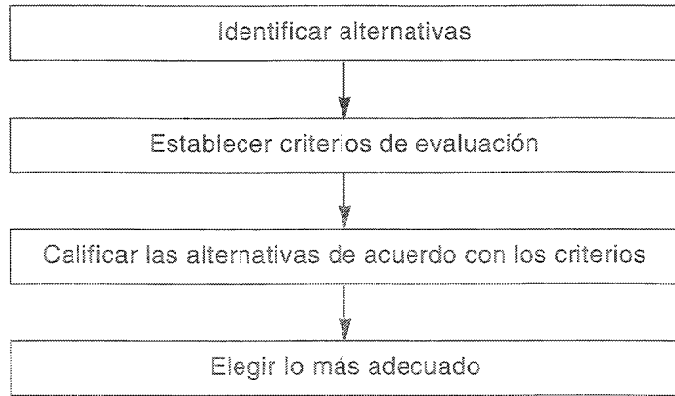 Identificar alternativas
Establecer criterios de evaluación
Calificar las alternativas de acuerdo con los criterios
Elegir lo más adecuado